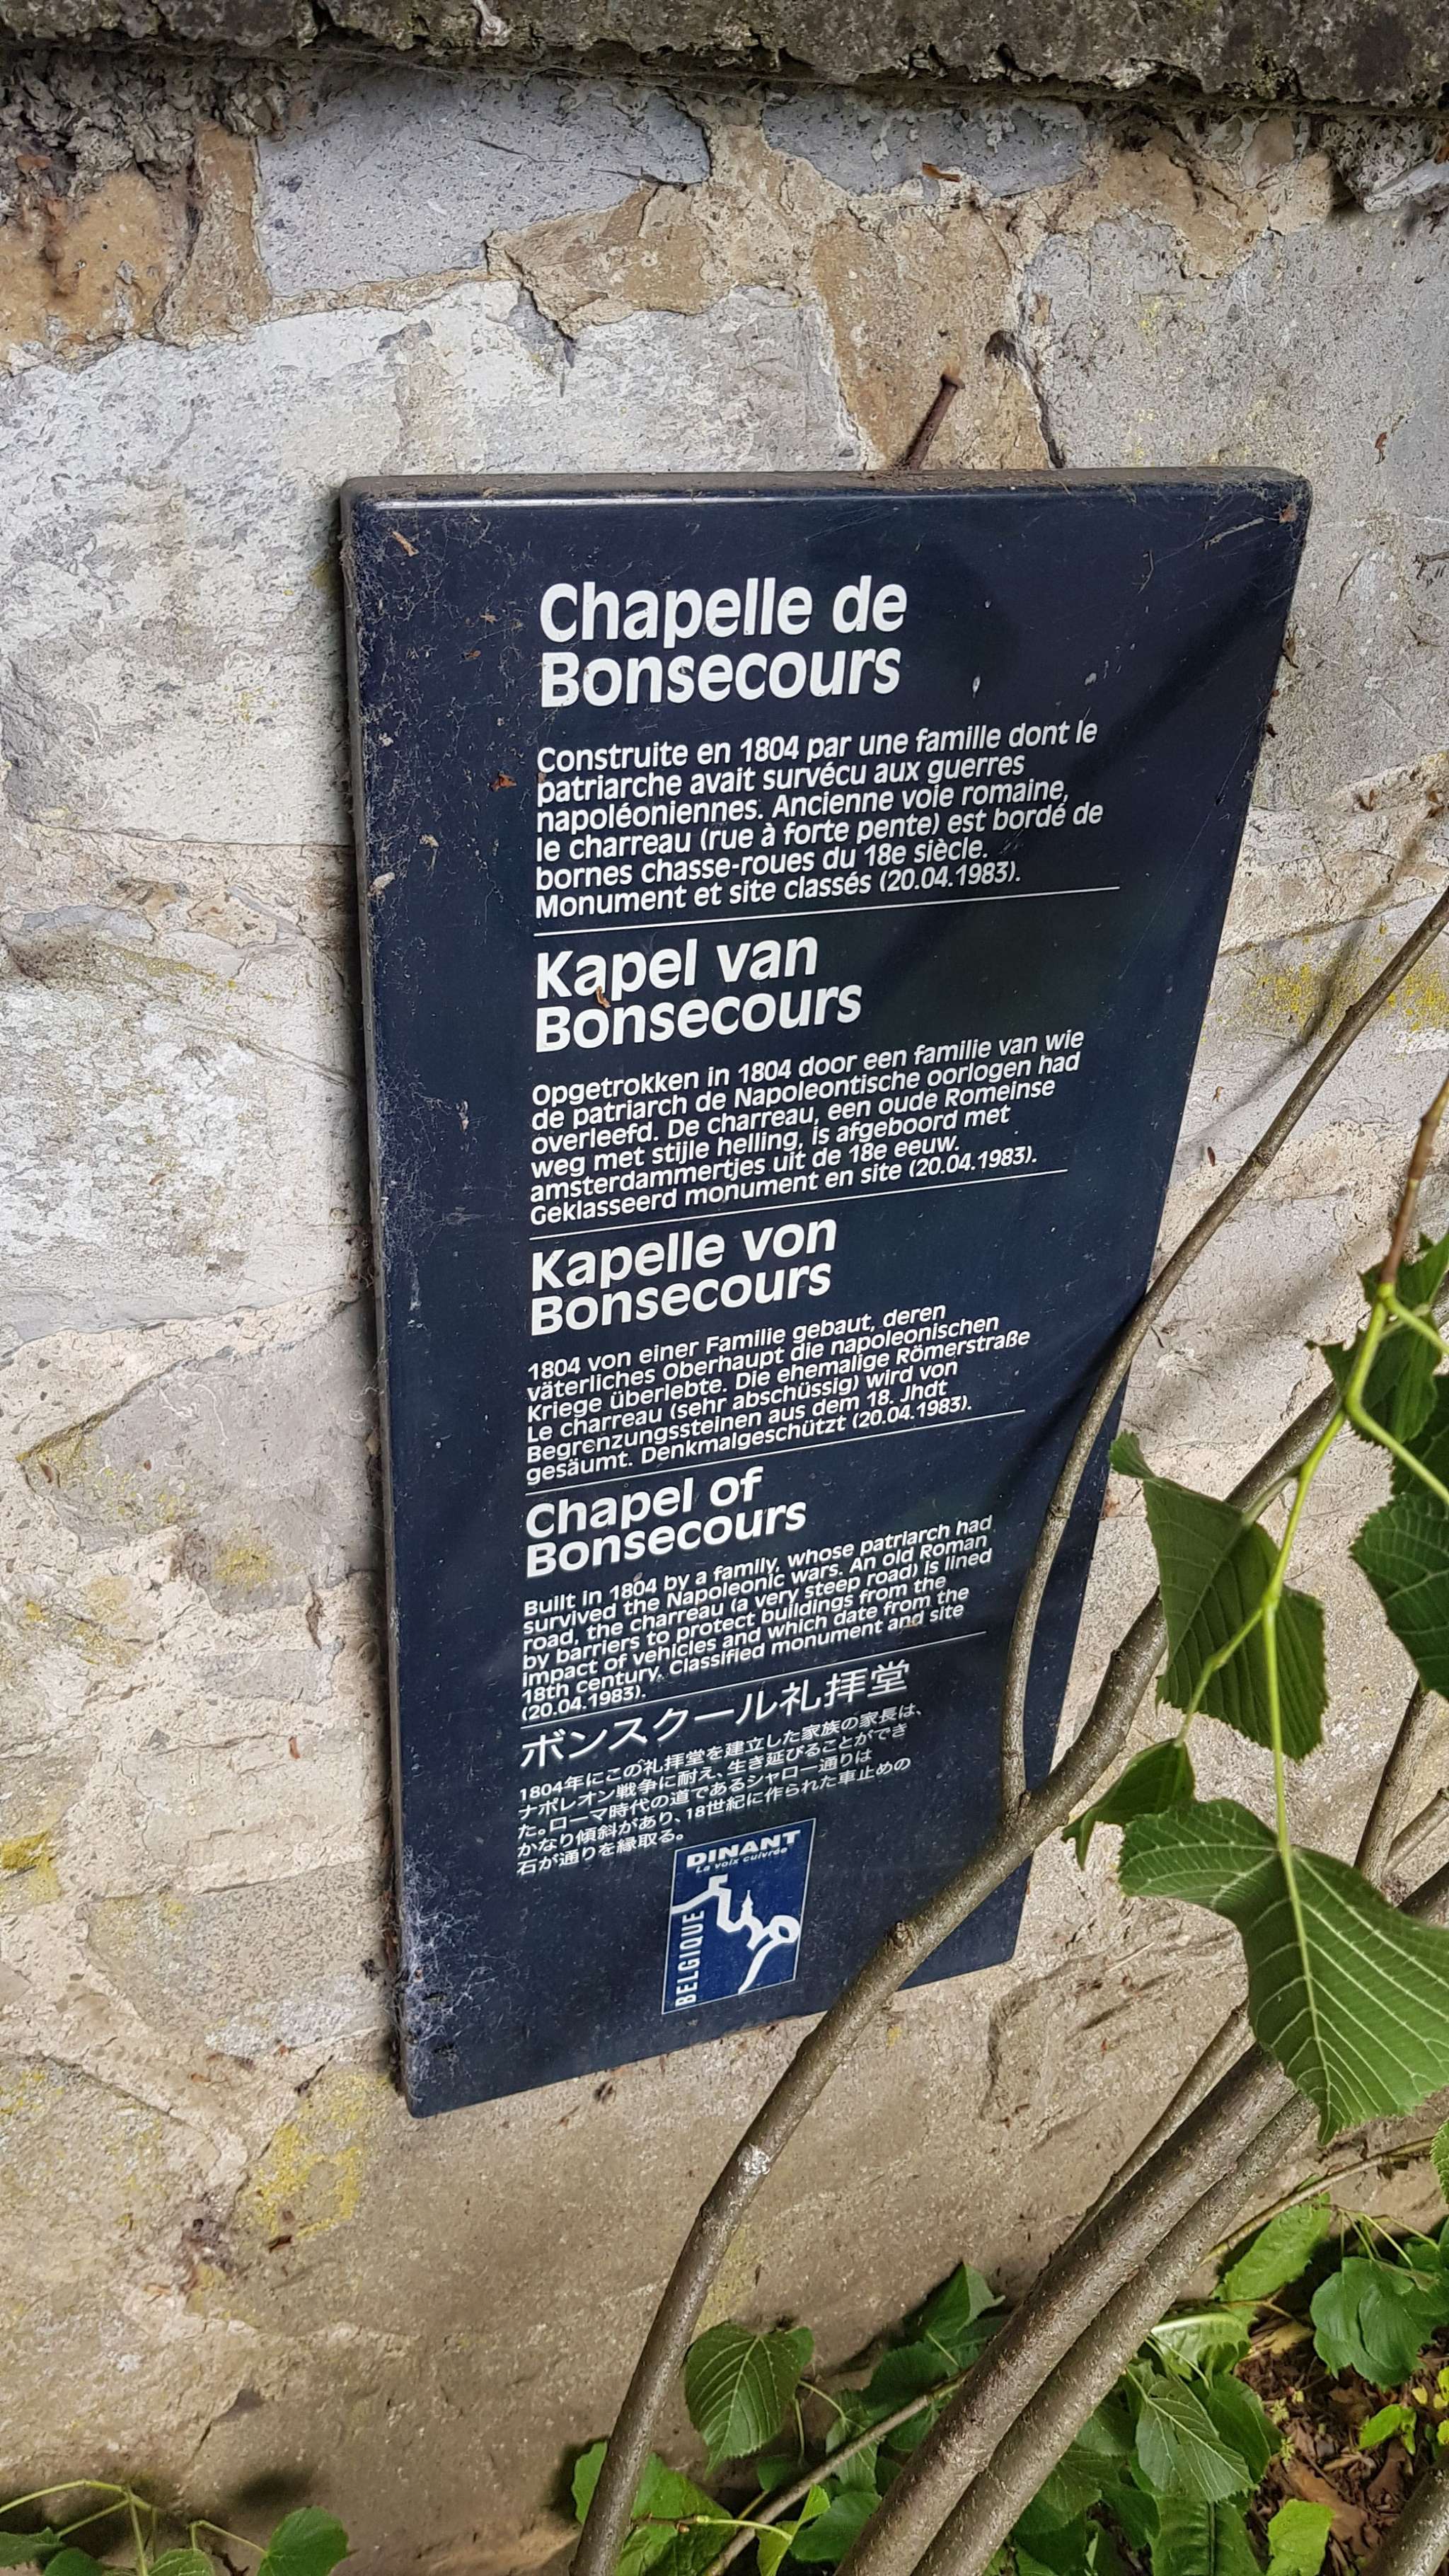 Chapelle de
Bonsecours
Construite en 1804 par une famille dont le
patriarche avait survécu aux guerres
napoléoniennes. Ancienne voie romaine,
le charreau (rue à forte pente) est bordé de
bornes chasse-roues du 18e siècle.
Monument et site classés (20.04.1983).
Kapel van
Bonsecours
Opgetrokken in 1804 door een familie van wie
de patriarch de Napoleontische oorlogen had
overleefd. De charreau, een oude Romeinse
weg met stijle helling, is afgeboord met
amsterdammertjes uit de 18e eeuw.
Geklasseerd monument en site (20.04.1983).
Kapelle von
Bonsecours
1804 von einer Familie gebaut, deren
väterliches Oberhaupt die napoleonischen
Kriege überlebte. Die ehemalige Römerstraße
Le charreau (sehr abschüssig) wird von
Begrenzungssteinen aus dem 18. Jhdt
gesäumt. Denkmalgeschützt (20.04.1983).
Chapel of
Bonsecours
Built in 1804 by a family, whose patriarch had
survived the Napoleonic wars. An old Roman
road, the charreau (a very steep road) is lined
by barriers to protect buildings from the
impact of vehicles and which date from the
18th century. Classified monument and site
(20.04.1983).
ボンスクール礼拝堂
1804年にこの礼拝堂を建立した家族の家長は、
ナポレオン戦争に耐え、生き延びることができ
た。ローマ時代の道であるシャロー通りは
かなり傾斜があり、18世紀に作られた車止めの
石が通りを縁取る。
DINANT
La voix cuivrée
BELGIQUE